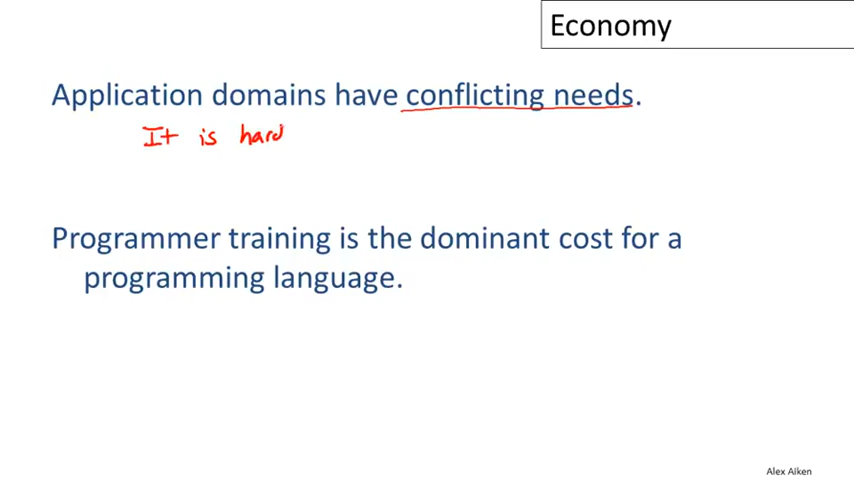 Economy
Application domains have conflicting needs.
It is hard
Programmer training is the dominant cost for a
programming language.
Alex Aiken